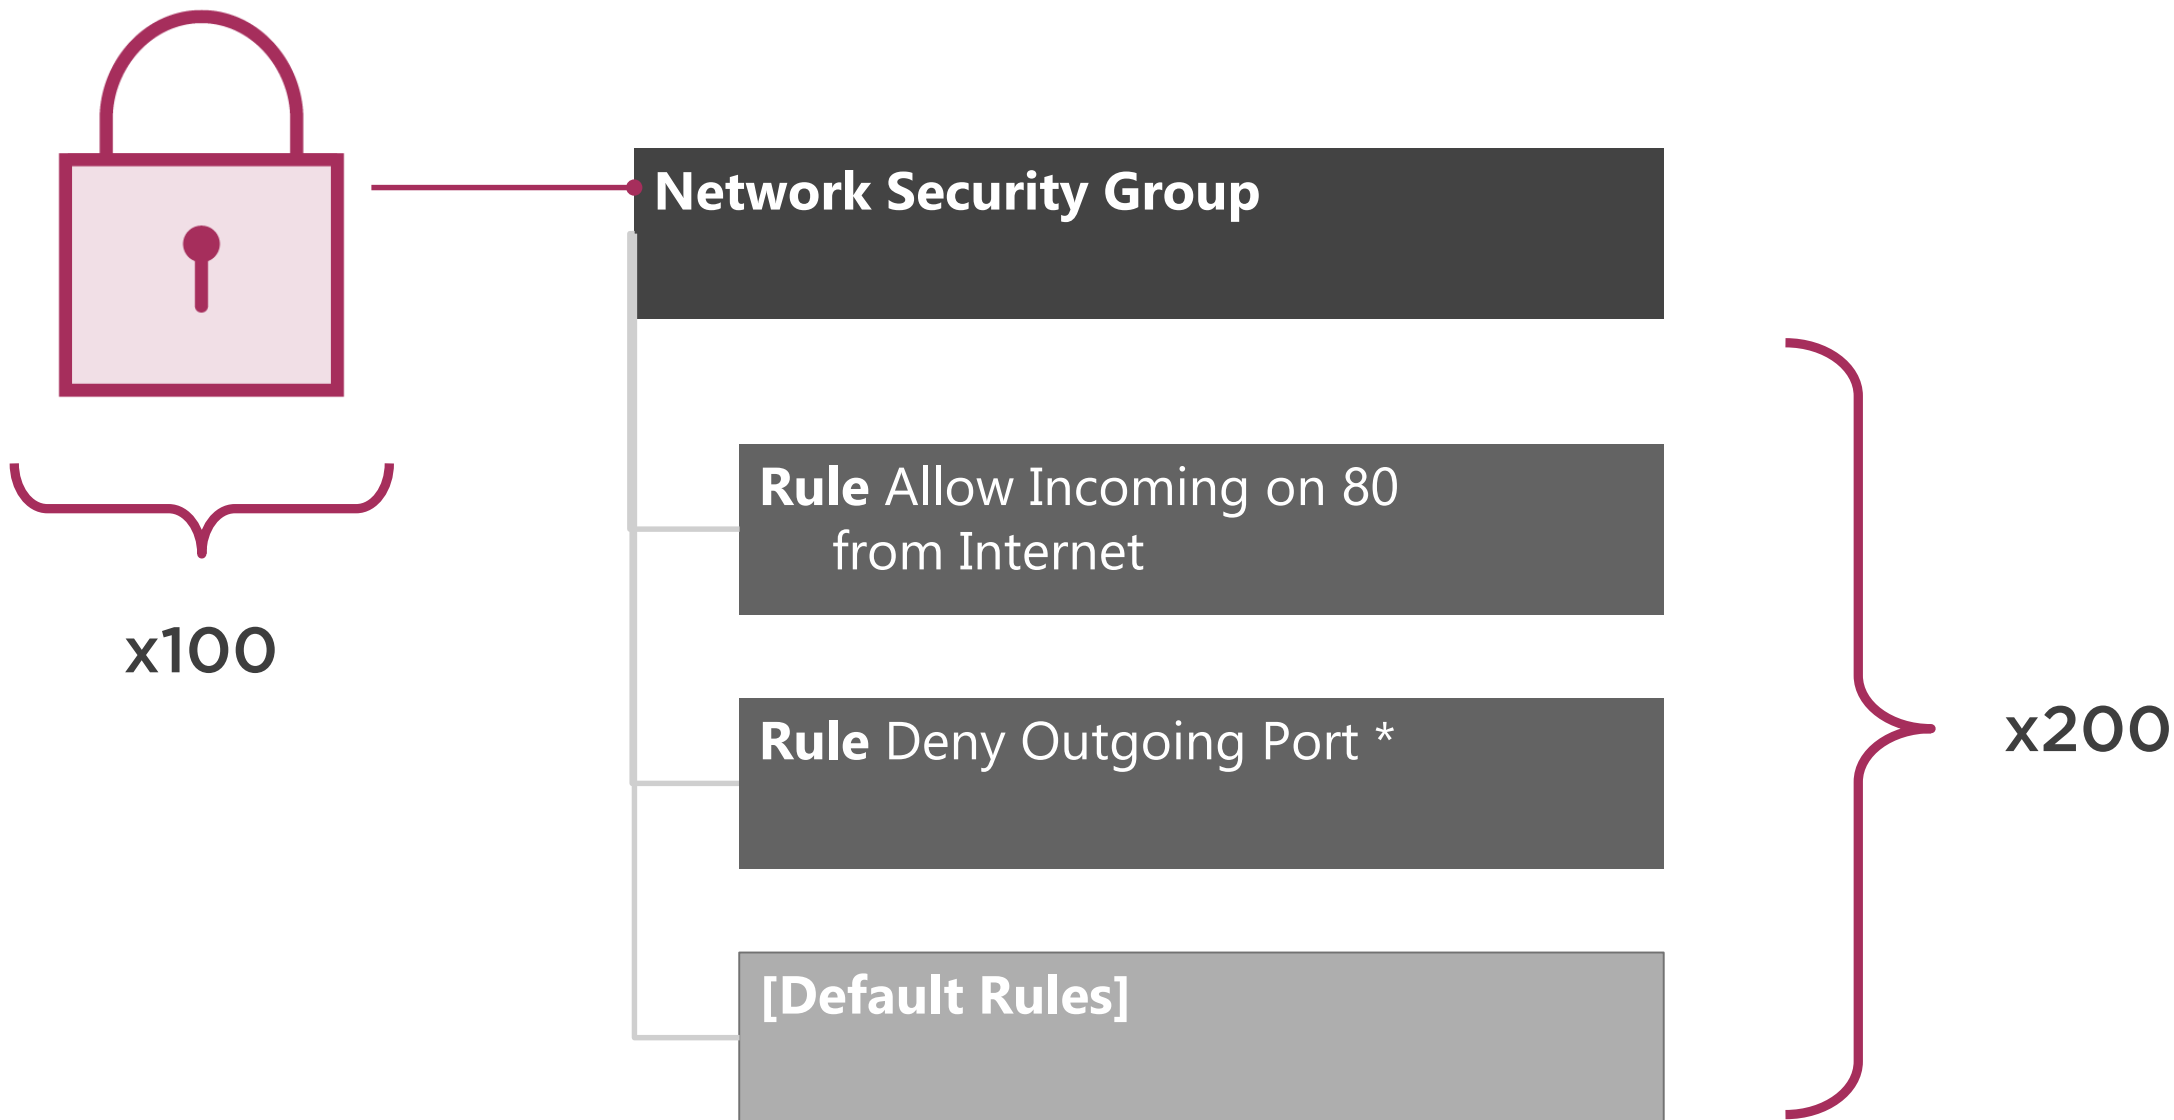 Network Security Group
Rule Allow Incoming on 80
from Internet
x100
Rule Deny Outgoing Port *
x200
[Default Rules]